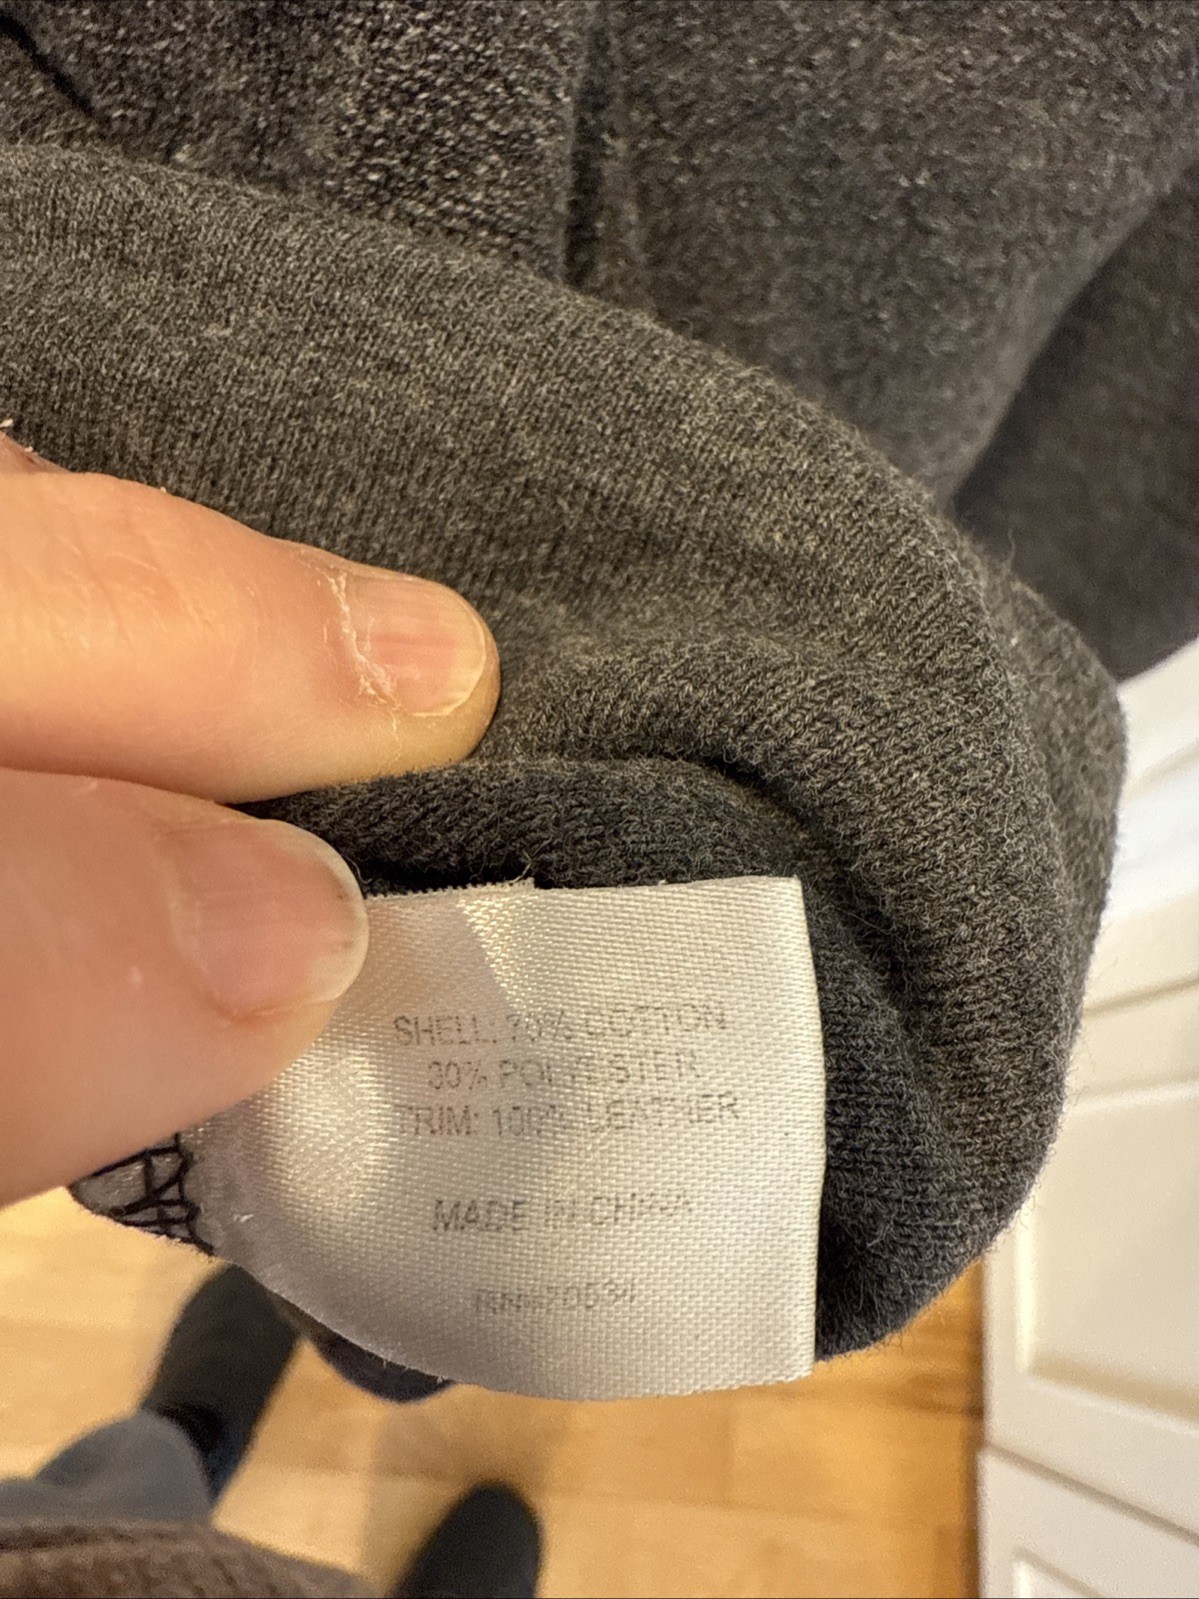 SHELL: 70% COTTON
30% POLYESTER
TRIM: 100% LEATHER
MADE IN CHINA